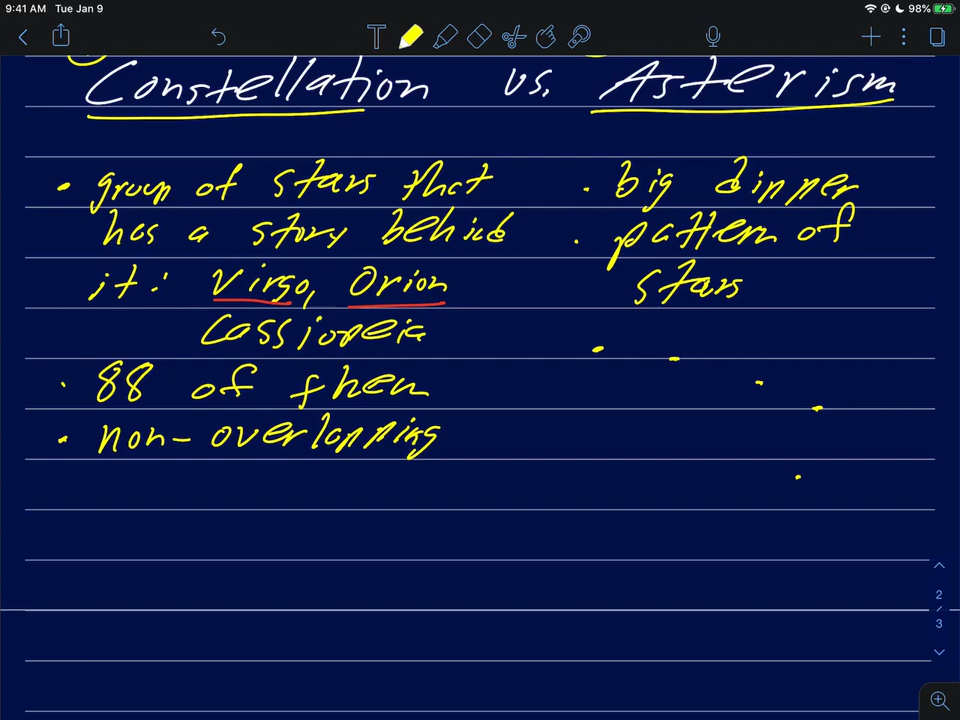 9:41 AM Tue Jan 9 98%
Constellation vs. Asterism
• group of stars that
has a story behind
it: Virgo, Orion
Cassiopeia
• 88 of them
• non-overlapping
• big dipper
• pattern of
stars
2
/
3